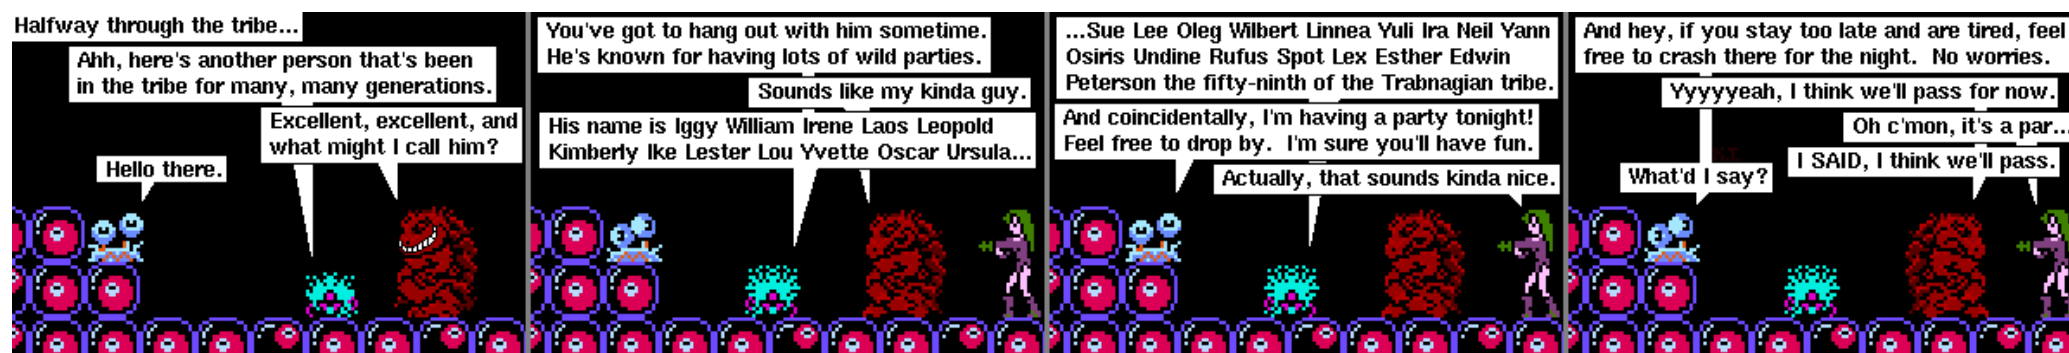 Halfway through the tribe...
Ahh, here's another person that's been
in the tribe for many, many generations.
Excellent, excellent, and
what might I call him?
Hello there.
You've got to hang out with him sometime.
He's known for having lots of wild parties.
Sounds like my kinda guy.
His name is Iggy William Irene Laos Leopold
Kimberly Ike Lester Lou Yvette Oscar Ursula...
...Sue Lee Oleg Wilbert Linnea Yuli Ira Neil Yann
Osiris Undine Rufus Spot Lex Esther Edwin
Peterson the fifty-ninth of the Trabnagian tribe.
And coincidentally, I'm having a party tonight!
Feel free to drop by.  I'm sure you'll have fun.
Actually, that sounds kinda nice.
And hey, if you stay too late and are tired, feel
free to crash there for the night.  No worries.
Yyyyyeah, I think we'll pass for now.
Oh c'mon, it's a par...
I SAID, I think we'll pass.
What'd I say?